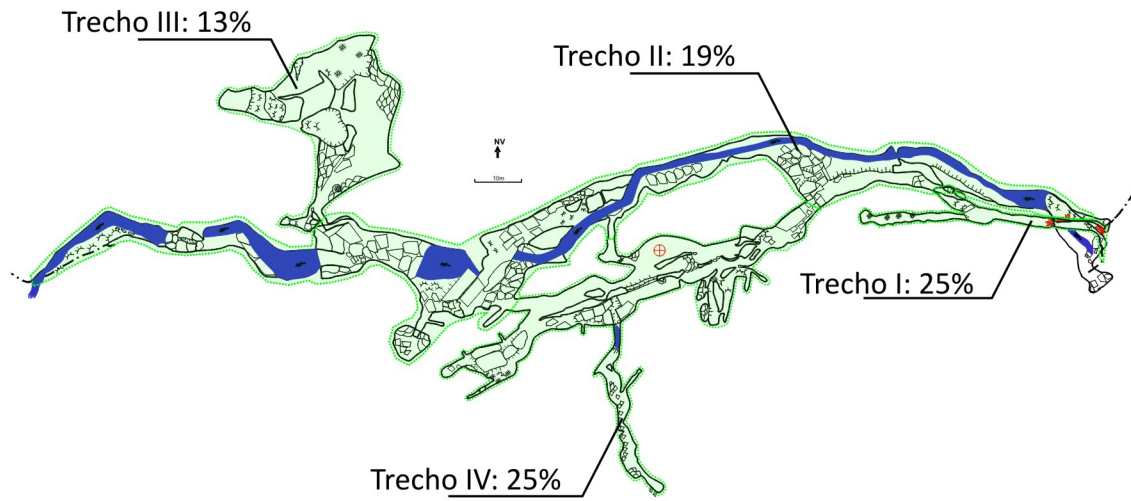 Trecho III: 13%
Trecho II: 19%
NV
10m
Trecho I: 25%
Trecho IV: 25%